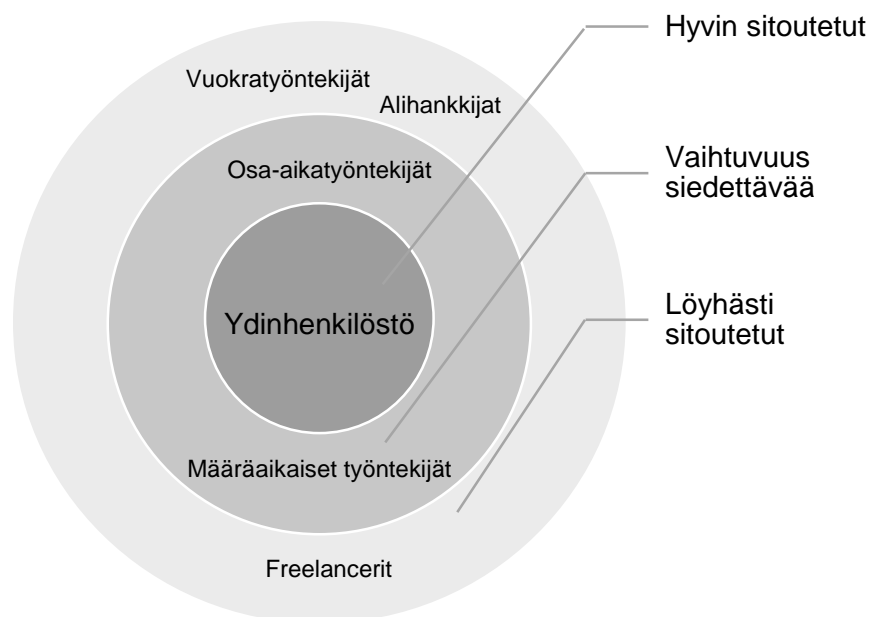 Hyvin sitoutetut
Vuokratyöntekijät
Alihankkijat
Osa-aikatyöntekijät
Vaihtuvuus
siedettävää
Ydinhenkilöstö
Löyhästi
sitoutetut
Määräaikaiset työntekijät
Freelancerit